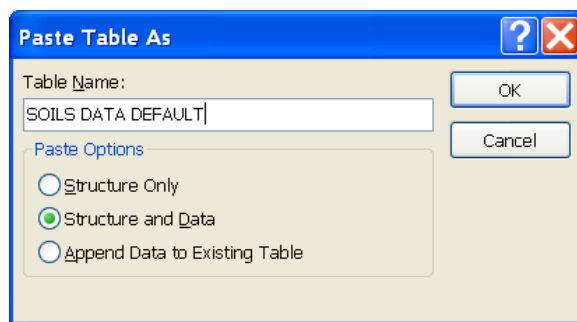 Paste Table As
Table Name:
SOILS DATA DEFAULT
OK
Cancel
Paste Options
Structure Only
Structure and Data
Append Data to Existing Table